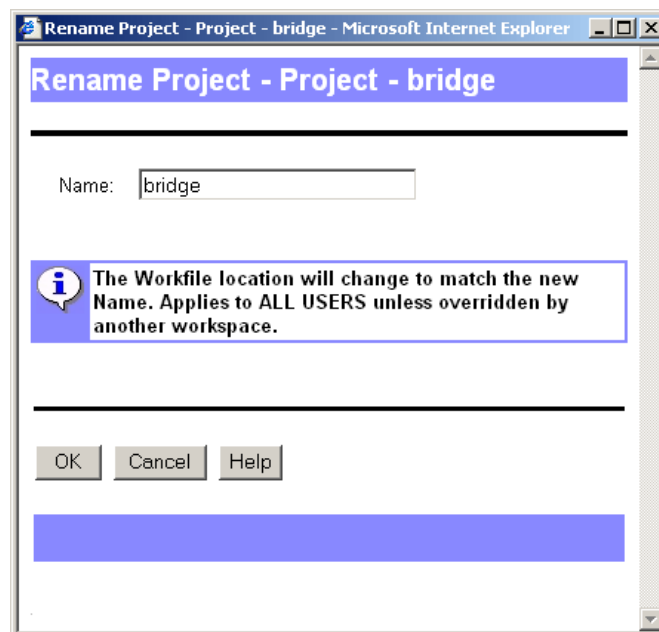 Rename Project - Project - bridge - Microsoft Internet Explorer
Rename Project - Project - bridge
Name: bridge
The Workfile location will change to match the new
Name. Applies to ALL USERS unless overridden by
another workspace.
OK Cancel Help